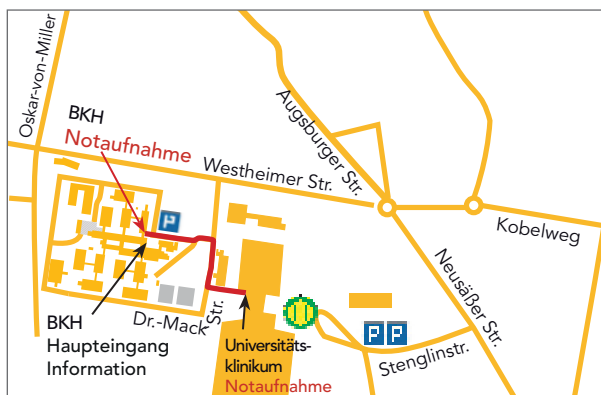 Oskar-von-Miller
BKH
Notaufnahme
Augsburger Str.
Westheimer Str.
P
Kobelweg
Neusäßer Str.
Dr.-Mack Str.
BKH
Haupteingang
Information
Universitäts-
klinikum
Notaufnahme
P P
Stenglinstr.